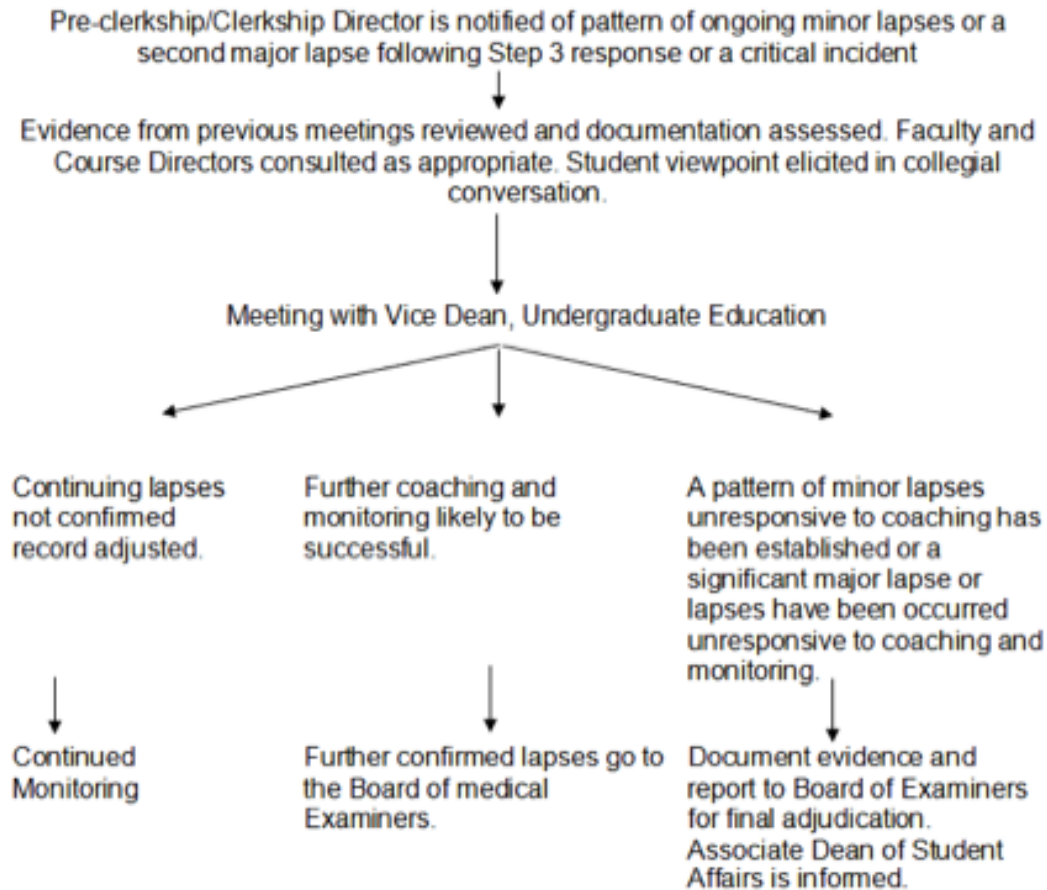 Pre-clerkship/Clerkship Director is notified of pattern of ongoing minor lapses or a
second major lapse following Step 3 response or a critical incident
Evidence from previous meetings reviewed and documentation assessed. Faculty and
Course Directors consulted as appropriate. Student viewpoint elicited in collegial
conversation.
Meeting with Vice Dean, Undergraduate Education
Continuing lapses
not confirmed
record adjusted.
Further coaching and
monitoring likely to be
successful.
A pattern of minor lapses
unresponsive to coaching has
been established or a
significant major lapse or
lapses have been occurred
unresponsive to coaching and
monitoring.
Continued
Monitoring
Further confirmed lapses go to
the Board of medical
Examiners.
Document evidence and
report to Board of Examiners
for final adjudication.
Associate Dean of Student
Affairs is informed.